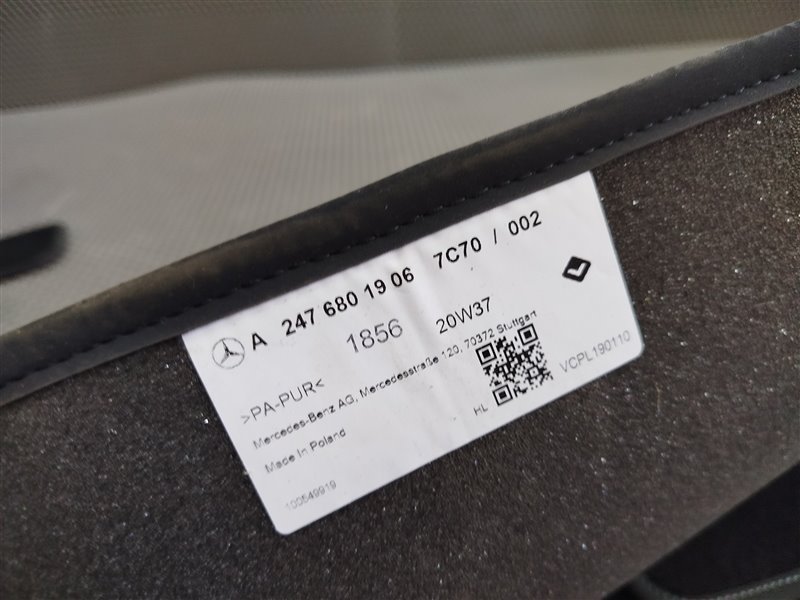 A 247 680 19 06 7C70 / 002
1856 20W37
>PA-PUR<
Mercedes-Benz AG, Mercedesstraße 120, 70372 Stuttgart
Made in Poland
HL VCPL190110
100549919